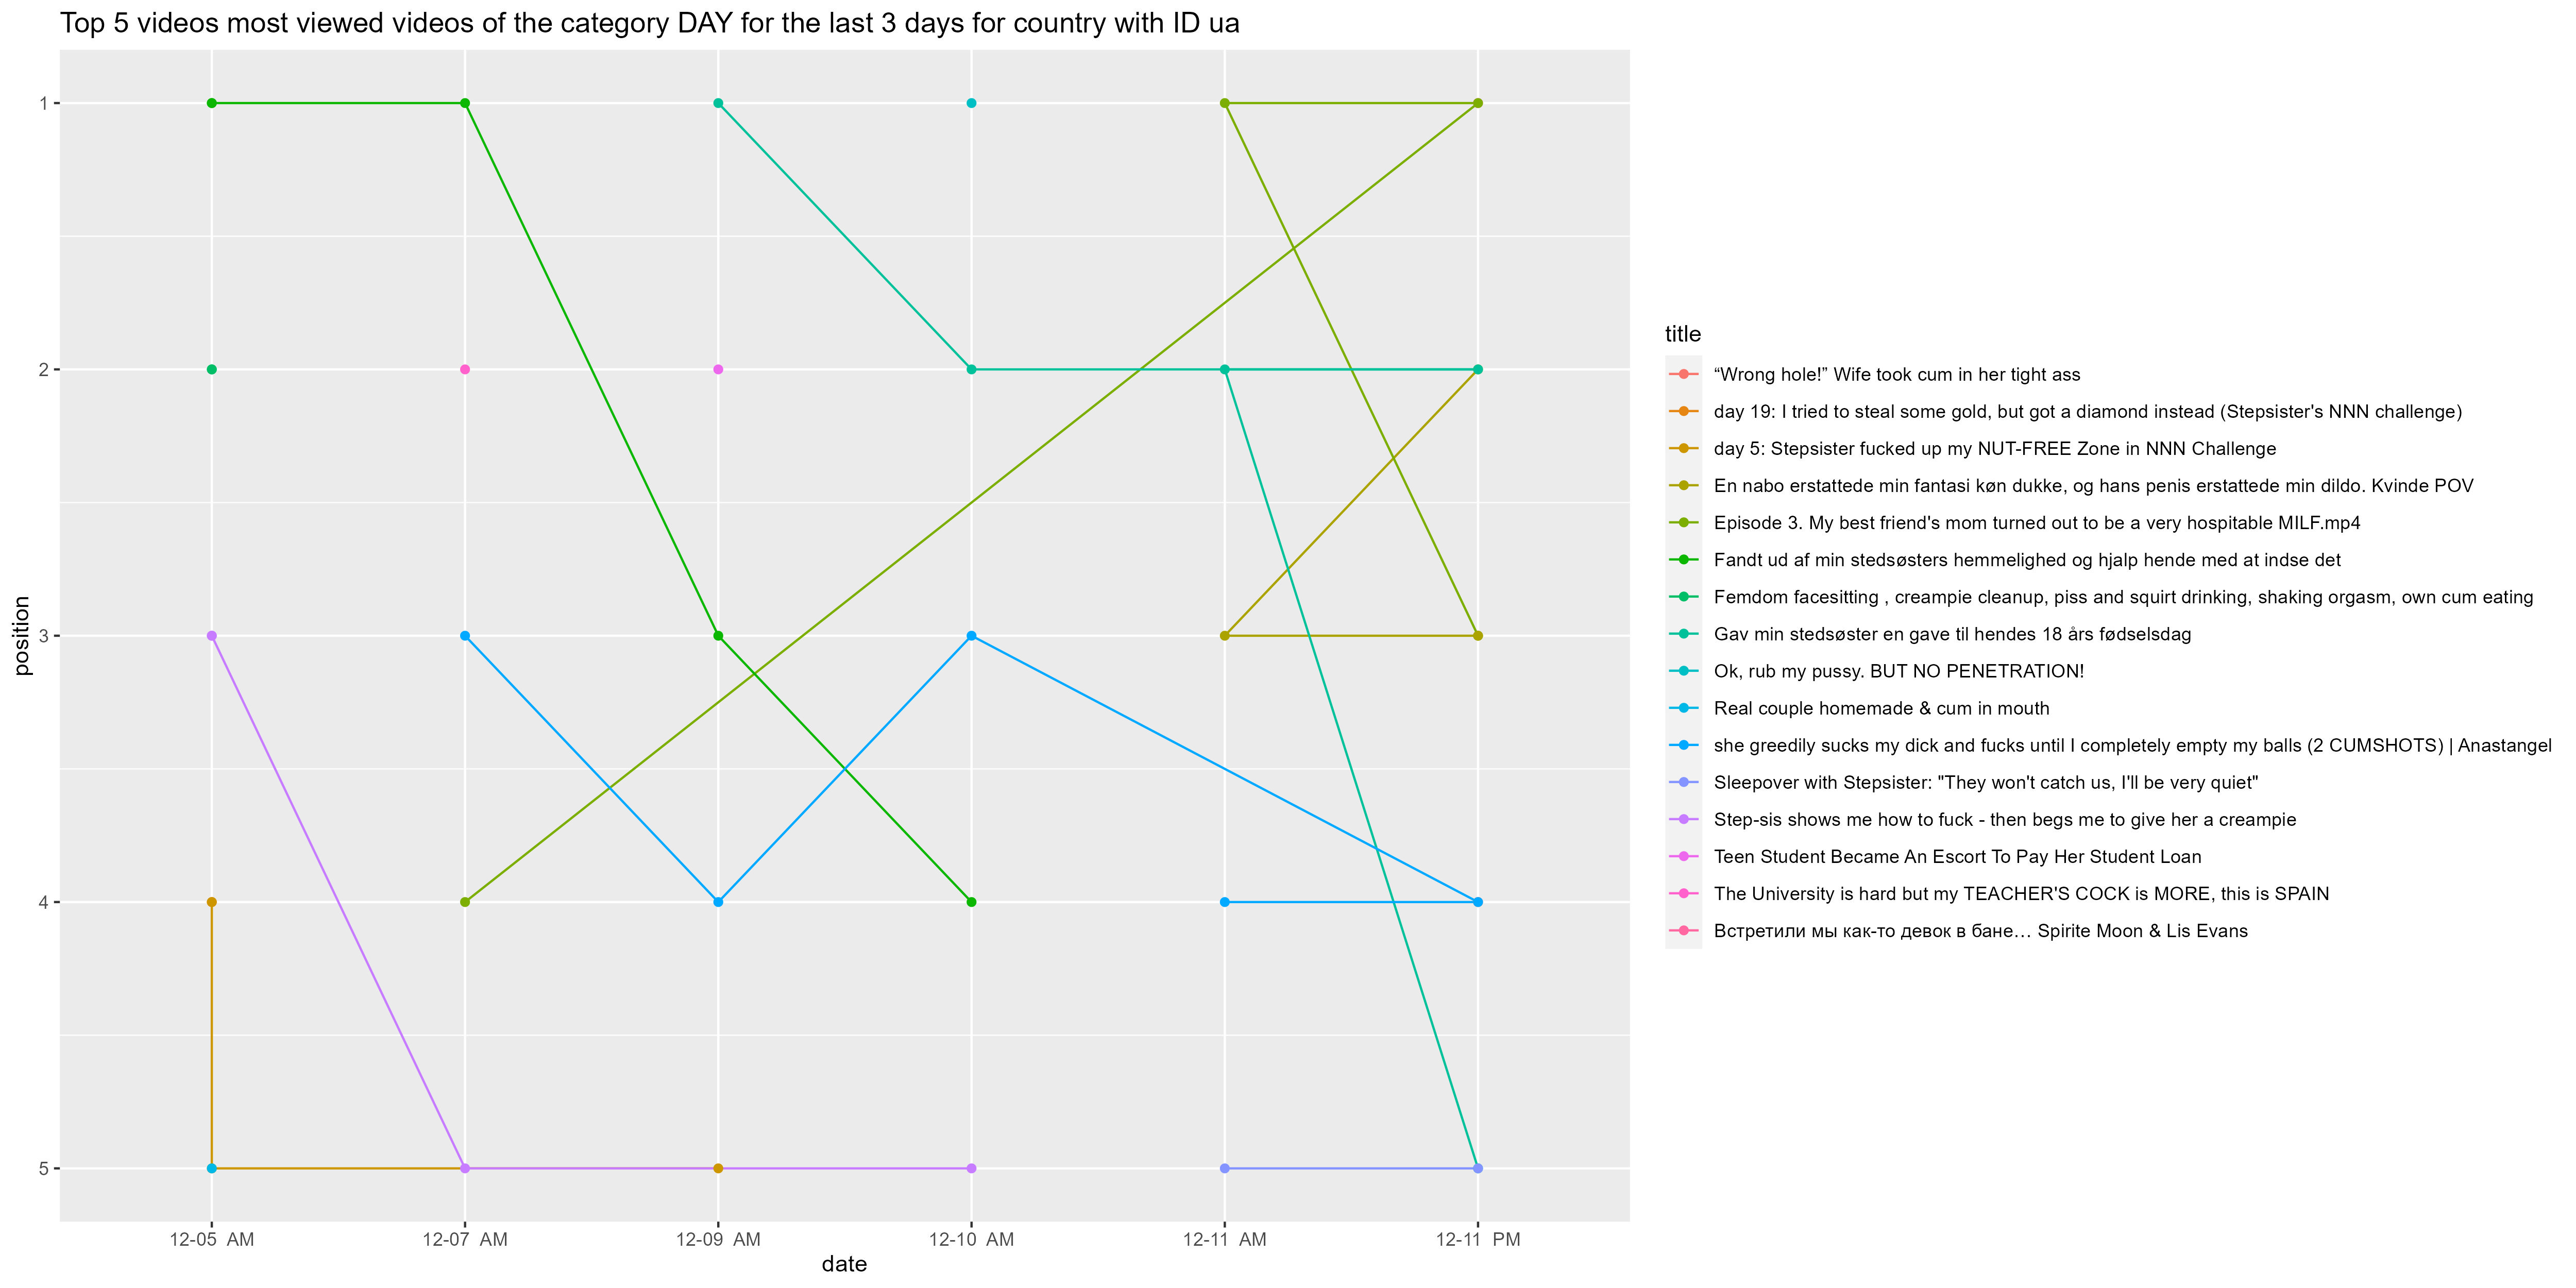 Top 5 videos most viewed videos of the category DAY for the last 3 days for country with ID ua
position
1
2
3
4
5
12-05 AM
12-07 AM
12-09 AM
12-10 AM
12-11 AM
12-11 PM
date
title
“Wrong hole!” Wife took cum in her tight ass
day 19: I tried to steal some gold, but got a diamond instead (Stepsister's NNN challenge)
day 5: Stepsister fucked up my NUT-FREE Zone in NNN Challenge
En nabo erstattede min fantasi køn dukke, og hans penis erstattede min dildo. Kvinde POV
Episode 3. My best friend's mom turned out to be a very hospitable MILF.mp4
Fandt ud af min stedsøsters hemmelighed og hjalp hende med at indse det
Femdom facesitting , creampie cleanup, piss and squirt drinking, shaking orgasm, own cum eating
Gav min stedsøster en gave til hendes 18 års fødselsdag
Ok, rub my pussy. BUT NO PENETRATION!
Real couple homemade & cum in mouth
she greedily sucks my dick and fucks until I completely empty my balls (2 CUMSHOTS) | Anastangel
Sleepover with Stepsister: "They won't catch us, I'll be very quiet"
Step-sis shows me how to fuck - then begs me to give her a creampie
Teen Student Became An Escort To Pay Her Student Loan
The University is hard but my TEACHER'S COCK is MORE, this is SPAIN
Встретили мы как-то девок в бане… Spirite Moon & Lis Evans